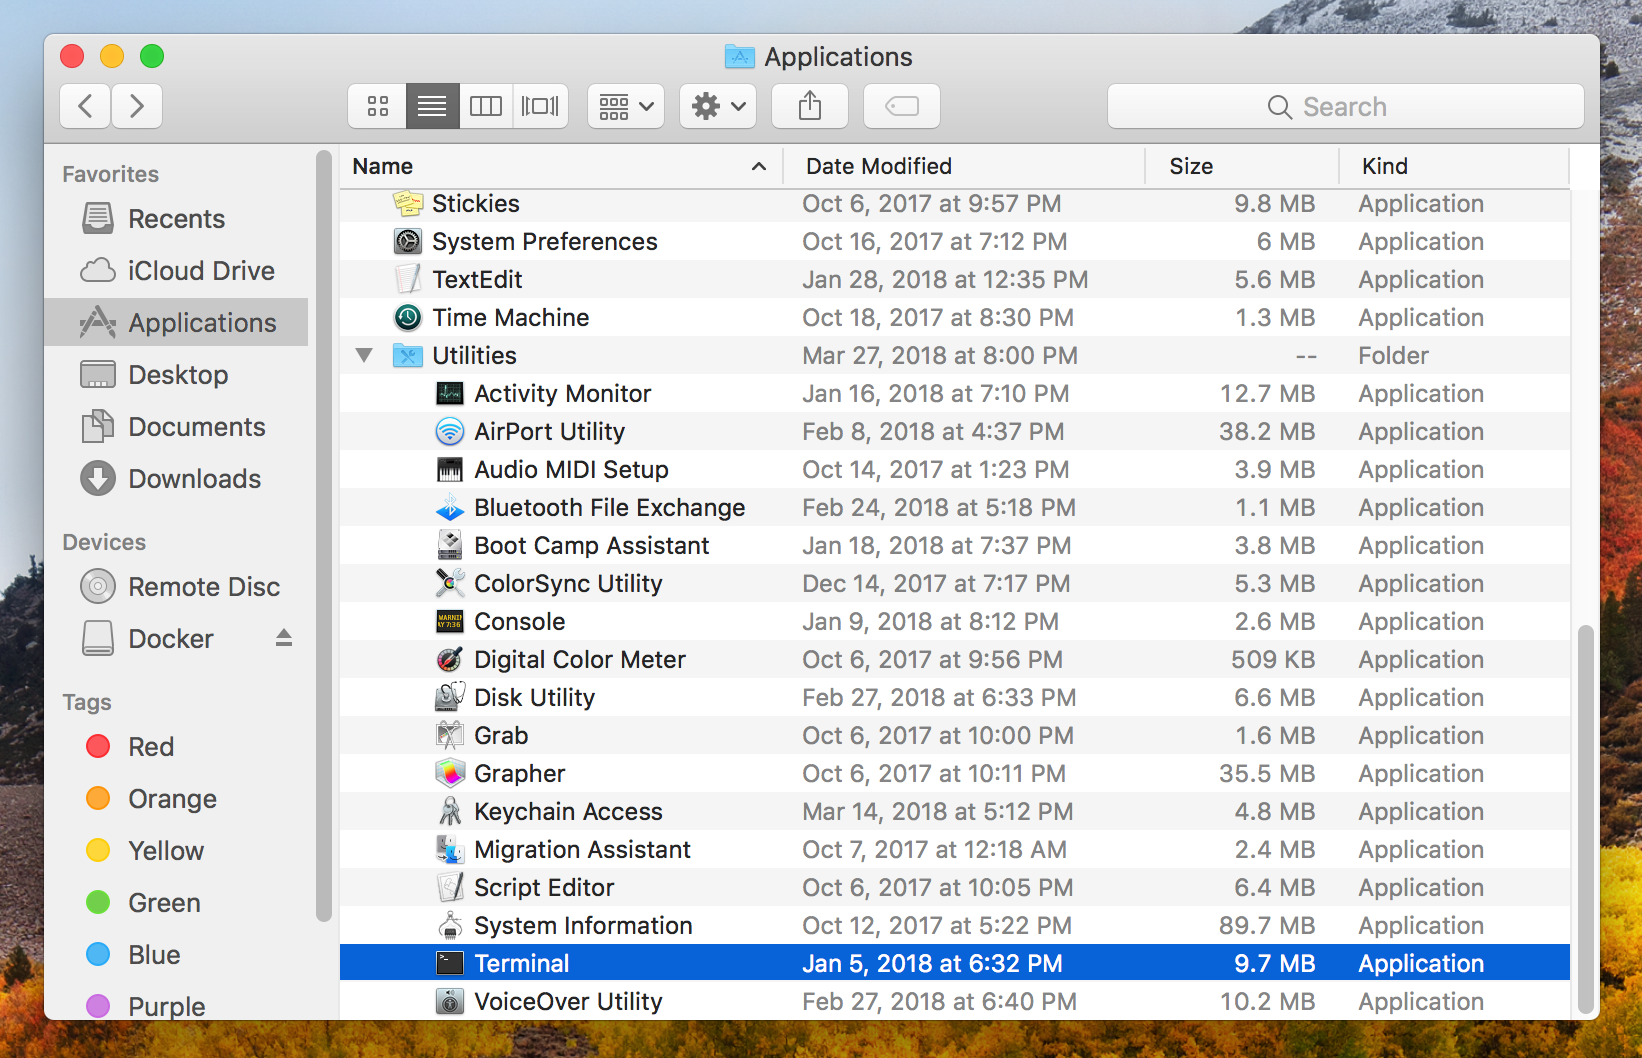 Applications
Search
Favorites
Recents
iCloud Drive
Applications
Desktop
Documents
Downloads
Devices
Remote Disc
Docker
Tags
Red
Orange
Yellow
Green
Blue
Purple
Name Date Modified Size Kind
Stickies Oct 6, 2017 at 9:57 PM 9.8 MB Application
System Preferences Oct 16, 2017 at 7:12 PM 6 MB Application
TextEdit Jan 28, 2018 at 12:35 PM 5.6 MB Application
Time Machine Oct 18, 2017 at 8:30 PM 1.3 MB Application
Utilities Mar 27, 2018 at 8:00 PM -- Folder
Activity Monitor Jan 16, 2018 at 7:10 PM 12.7 MB Application
AirPort Utility Feb 8, 2018 at 4:37 PM 38.2 MB Application
Audio MIDI Setup Oct 14, 2017 at 1:23 PM 3.9 MB Application
Bluetooth File Exchange Feb 24, 2018 at 5:18 PM 1.1 MB Application
Boot Camp Assistant Jan 18, 2018 at 7:37 PM 3.8 MB Application
ColorSync Utility Dec 14, 2017 at 7:17 PM 5.3 MB Application
Console Jan 9, 2018 at 8:12 PM 2.6 MB Application
Digital Color Meter Oct 6, 2017 at 9:56 PM 509 KB Application
Disk Utility Feb 27, 2018 at 6:33 PM 6.6 MB Application
Grab Oct 6, 2017 at 10:00 PM 1.6 MB Application
Grapher Oct 6, 2017 at 10:11 PM 35.5 MB Application
Keychain Access Mar 14, 2018 at 5:12 PM 4.8 MB Application
Migration Assistant Oct 7, 2017 at 12:18 AM 2.4 MB Application
Script Editor Oct 6, 2017 at 10:05 PM 6.4 MB Application
System Information Oct 12, 2017 at 5:22 PM 89.7 MB Application
Terminal Jan 5, 2018 at 6:32 PM 9.7 MB Application
VoiceOver Utility Feb 27, 2018 at 6:40 PM 10.2 MB Application